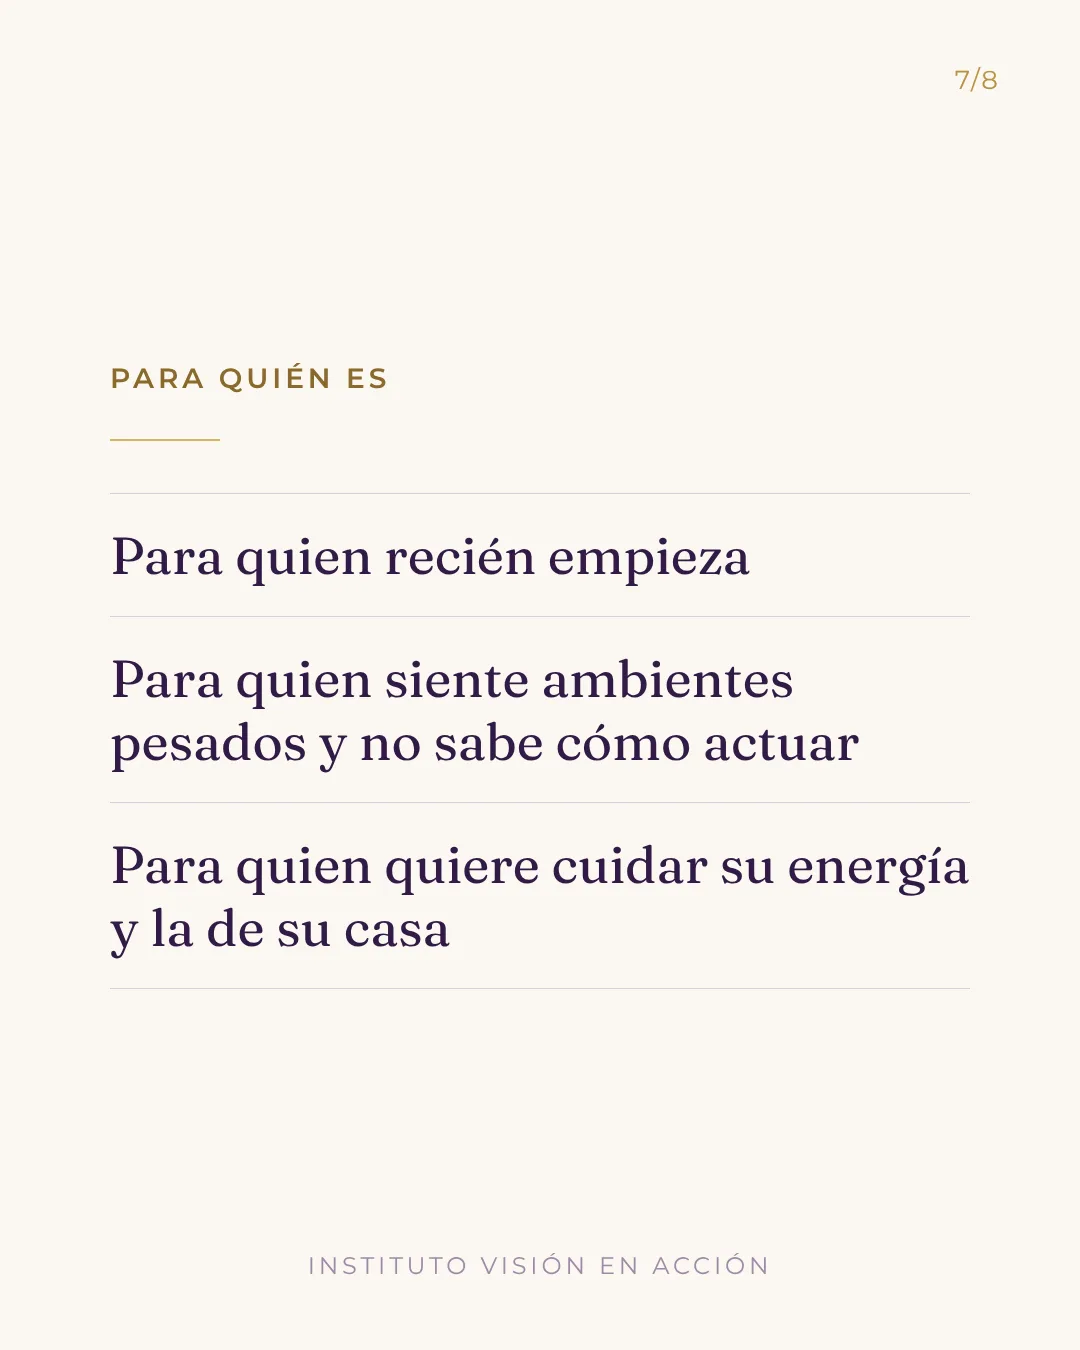 7/8
PARA QUIÉN ES
Para quien recién empieza
Para quien siente ambientes
pesados y no sabe cómo actuar
Para quien quiere cuidar su energía
y la de su casa
INSTITUTO VISIÓN EN ACCIÓN